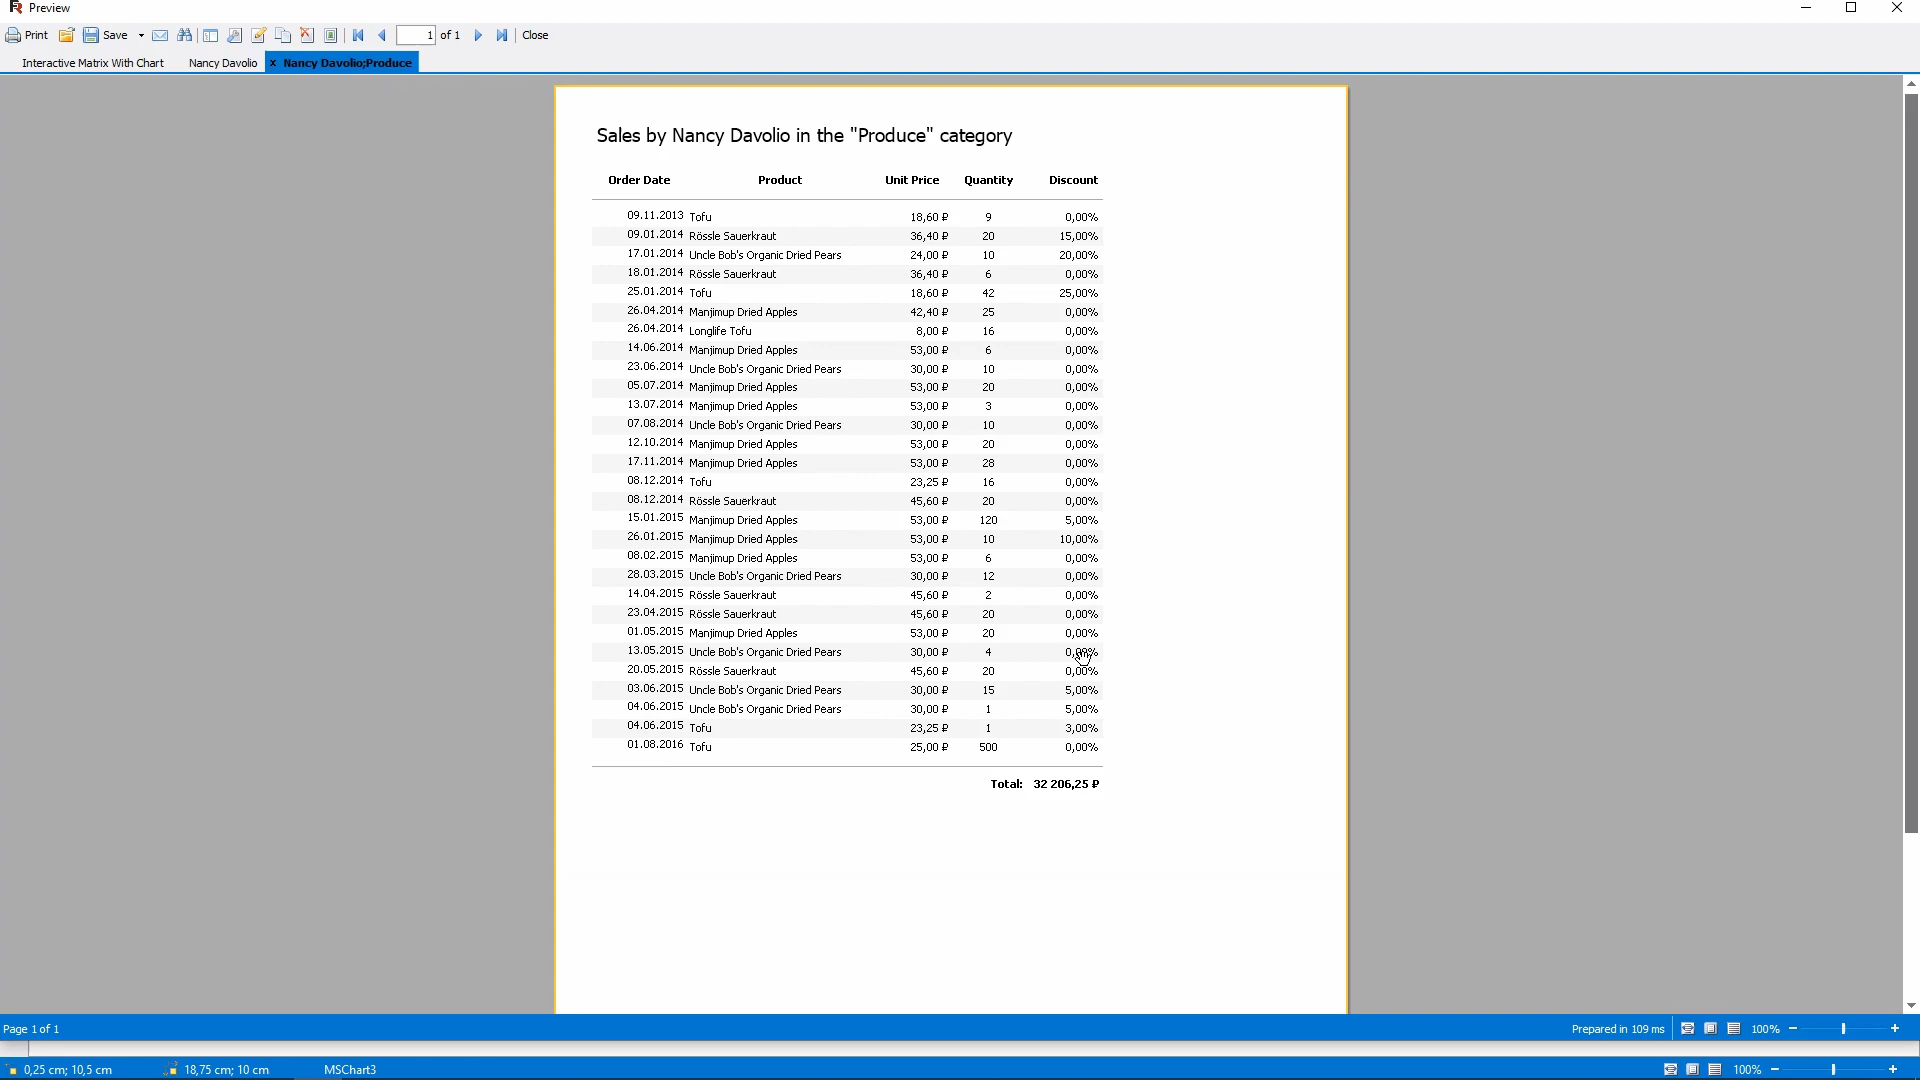 Preview
Print Save 1 of 1 Close
Interactive Matrix With Chart Nancy Davolio x Nancy Davolio;Produce
Sales by Nancy Davolio in the "Produce" category
Order Date Product Unit Price Quantity Discount
09.11.2013 Tofu 18,60 ₽ 9 0,00%
09.01.2014 Rössle Sauerkraut 36,40 ₽ 20 15,00%
17.01.2014 Uncle Bob's Organic Dried Pears 24,00 ₽ 10 20,00%
18.01.2014 Rössle Sauerkraut 36,40 ₽ 6 0,00%
25.01.2014 Tofu 18,60 ₽ 42 25,00%
26.04.2014 Manjimup Dried Apples 42,40 ₽ 25 0,00%
26.04.2014 Longlife Tofu 8,00 ₽ 16 0,00%
14.06.2014 Manjimup Dried Apples 53,00 ₽ 6 0,00%
23.06.2014 Uncle Bob's Organic Dried Pears 30,00 ₽ 10 0,00%
05.07.2014 Manjimup Dried Apples 53,00 ₽ 20 0,00%
13.07.2014 Manjimup Dried Apples 53,00 ₽ 3 0,00%
07.08.2014 Uncle Bob's Organic Dried Pears 30,00 ₽ 10 0,00%
12.10.2014 Manjimup Dried Apples 53,00 ₽ 20 0,00%
17.11.2014 Manjimup Dried Apples 53,00 ₽ 28 0,00%
08.12.2014 Tofu 23,25 ₽ 16 0,00%
08.12.2014 Rössle Sauerkraut 45,60 ₽ 20 0,00%
15.01.2015 Manjimup Dried Apples 53,00 ₽ 120 5,00%
26.01.2015 Manjimup Dried Apples 53,00 ₽ 10 10,00%
08.02.2015 Manjimup Dried Apples 53,00 ₽ 6 0,00%
28.03.2015 Uncle Bob's Organic Dried Pears 30,00 ₽ 12 0,00%
14.04.2015 Rössle Sauerkraut 45,60 ₽ 2 0,00%
23.04.2015 Rössle Sauerkraut 45,60 ₽ 20 0,00%
01.05.2015 Manjimup Dried Apples 53,00 ₽ 20 0,00%
13.05.2015 Uncle Bob's Organic Dried Pears 30,00 ₽ 4 0,00%
20.05.2015 Rössle Sauerkraut 45,60 ₽ 20 0,00%
03.06.2015 Uncle Bob's Organic Dried Pears 30,00 ₽ 15 5,00%
04.06.2015 Uncle Bob's Organic Dried Pears 30,00 ₽ 1 5,00%
04.06.2015 Tofu 23,25 ₽ 1 3,00%
01.08.2016 Tofu 25,00 ₽ 500 0,00%
Total: 32 206,25 ₽
Page 1 of 1 Prepared in 109 ms 100%
0,25 cm; 10,5 cm 18,75 cm; 10 cm MSChart3 100%